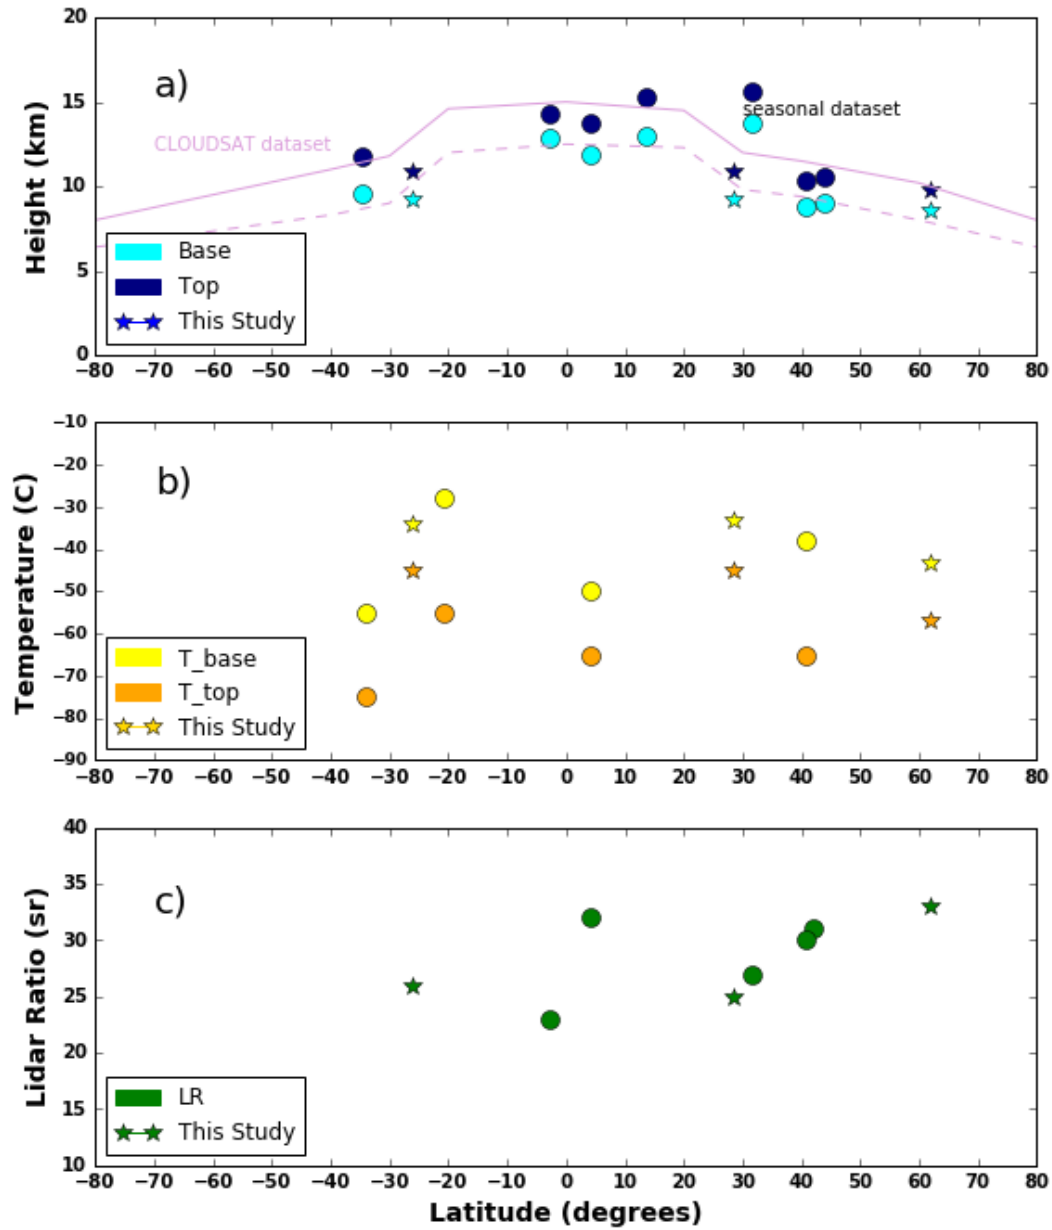 20
15
10
5
0
Height (km)
a)
CLOUDSAT dataset
seasonal dataset
Base
Top
This Study
−80 −70 −60 −50 −40 −30 −20 −10 0 10 20 30 40 50 60 70 80
−10
−20
−30
−40
−50
−60
−70
−80
−90
Temperature (C)
b)
T_base
T_top
This Study
−80 −70 −60 −50 −40 −30 −20 −10 0 10 20 30 40 50 60 70 80
40
35
30
25
20
15
10
Lidar Ratio (sr)
c)
LR
This Study
−80 −70 −60 −50 −40 −30 −20 −10 0 10 20 30 40 50 60 70 80
Latitude (degrees)